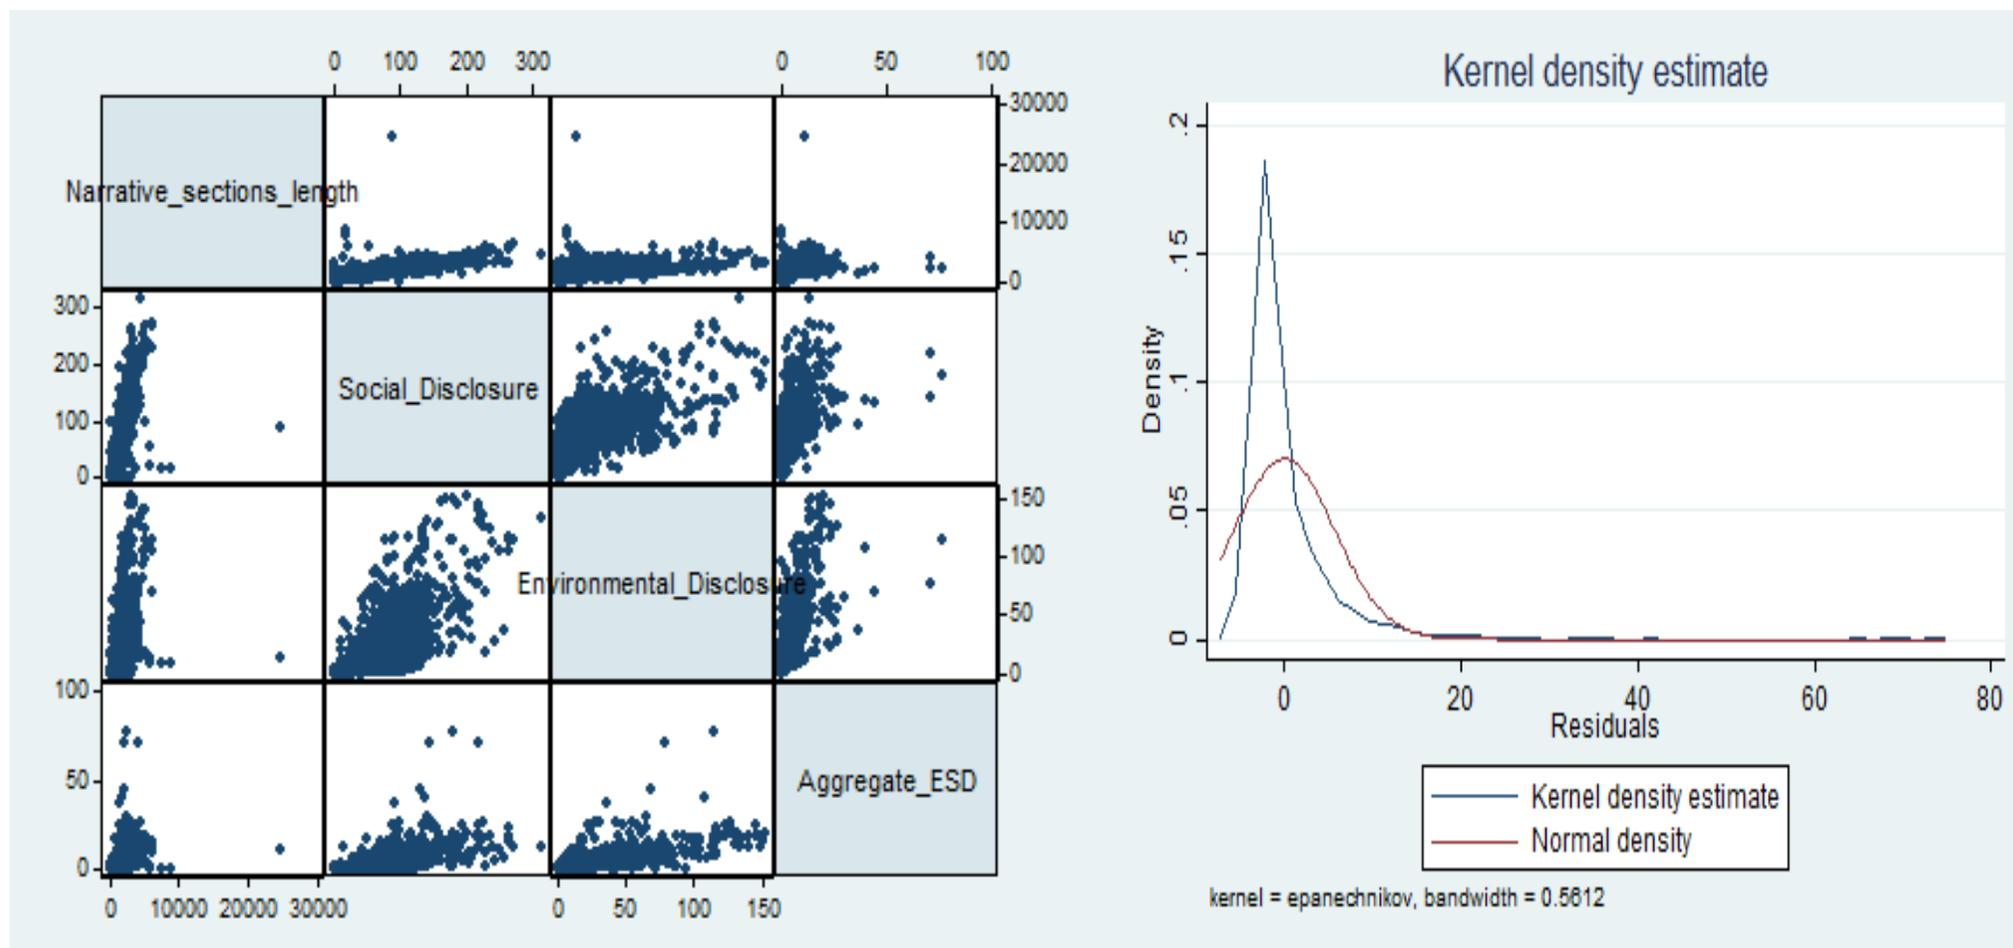 0 100 200 300
0 50 100
Narrative_sections_length
30000
20000
10000
0
300
200
100
0
Social_Disclosure
150
100
50
0
Environmental_Disclosure
100
50
0
Aggregate_ESD
0 10000 20000 30000
0 50 100 150
Kernel density estimate
.2
.15
.1
.05
0
Density
0 20 40 60 80
Residuals
Kernel density estimate
Normal density
kernel = epanechnikov, bandwidth = 0.5612